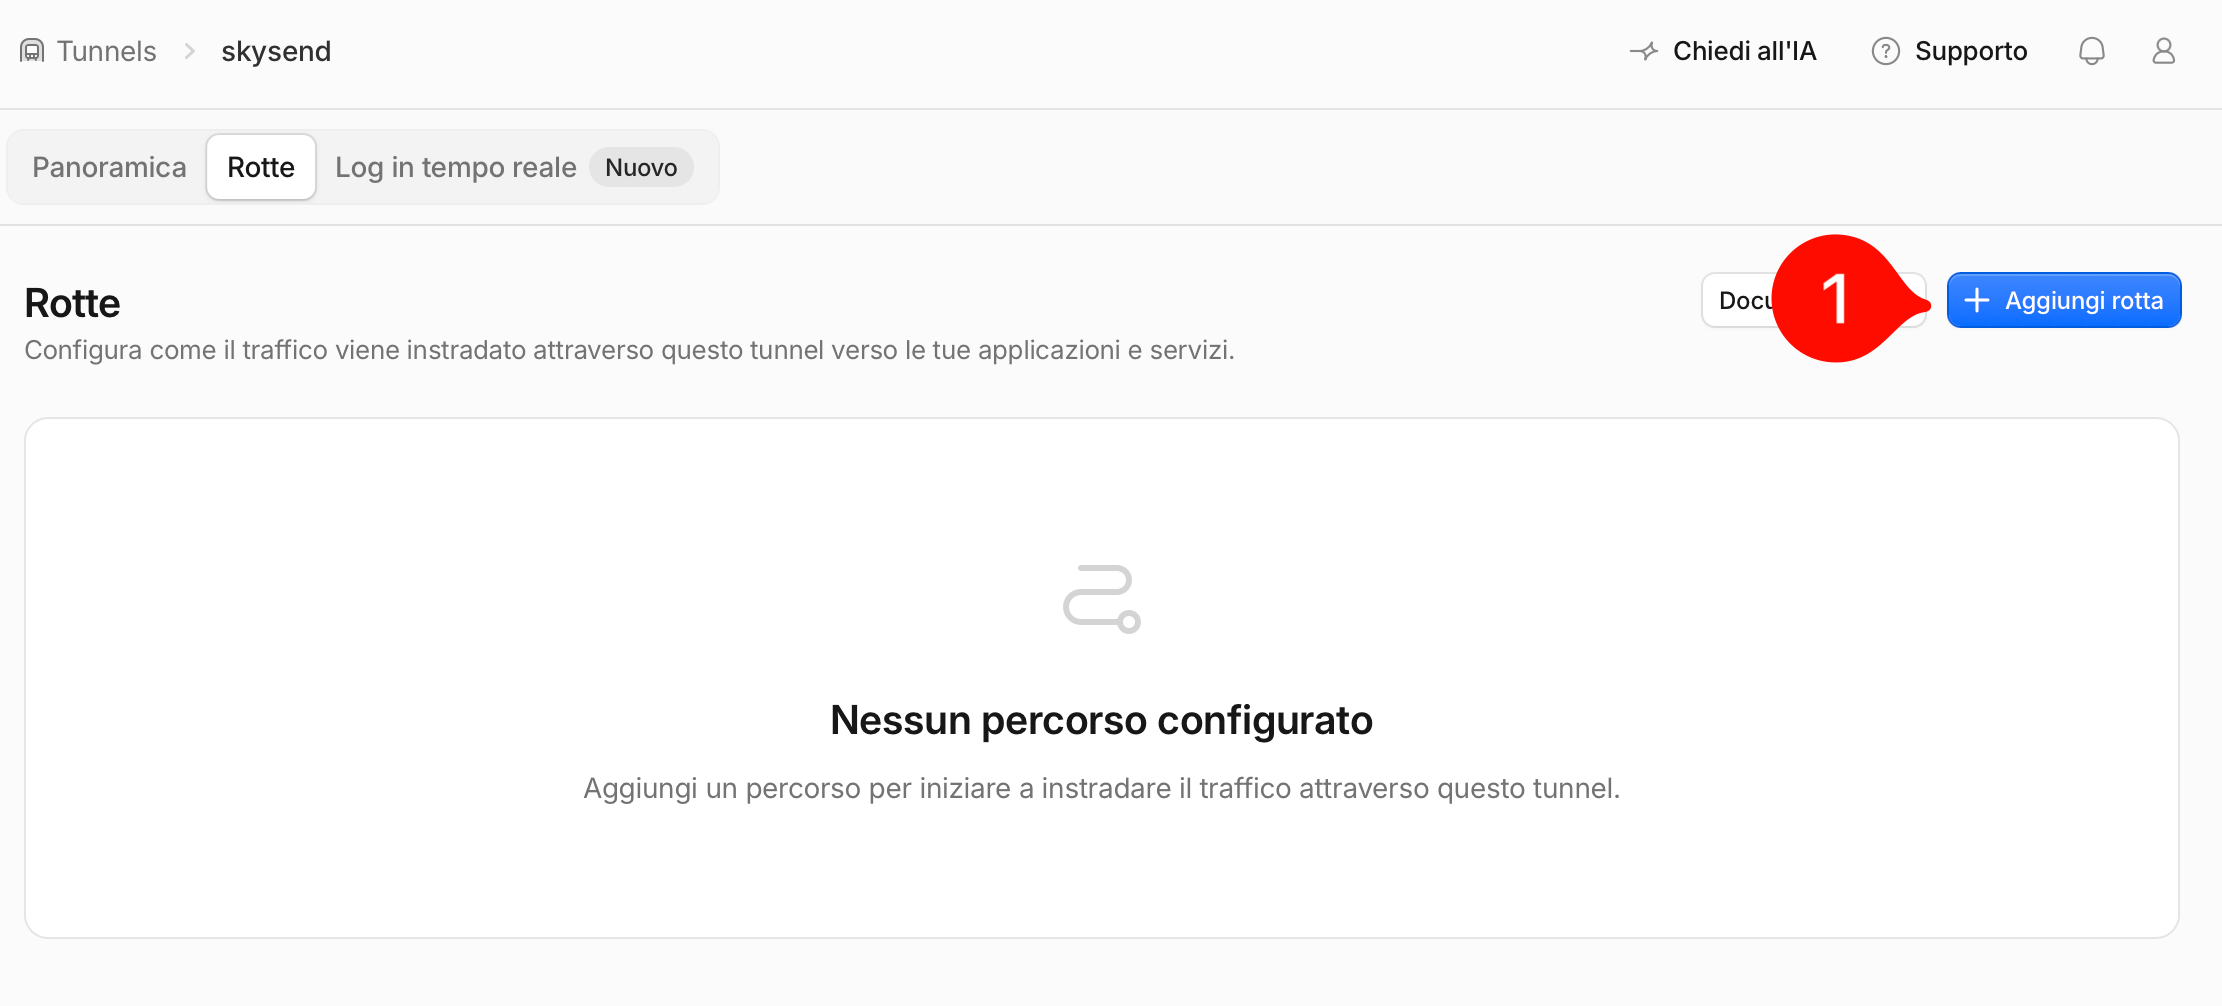 Tunnels > skysend
Chiedi all'IA
Supporto
Panoramica
Rotte
Log in tempo reale
Nuovo
Rotte
1
+ Aggiungi rotta
Configura come il traffico viene instradato attraverso questo tunnel verso le tue applicazioni e servizi.
Nessun percorso configurato
Aggiungi un percorso per iniziare a instradare il traffico attraverso questo tunnel.